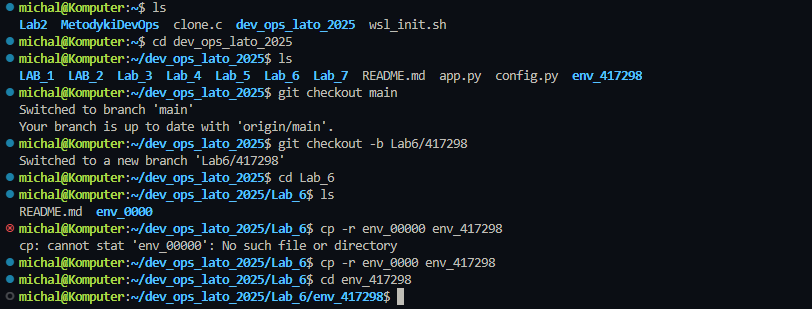 michal@Komputer:~$ ls
Lab2 MetodykiDevOps clone.c dev_ops_lato_2025 wsl_init.sh
michal@Komputer:~$ cd dev_ops_lato_2025
michal@Komputer:~/dev_ops_lato_2025$ ls
LAB_1 LAB_2 Lab_3 Lab_4 Lab_5 Lab_6 Lab_7 README.md app.py config.py env_417298
michal@Komputer:~/dev_ops_lato_2025$ git checkout main
Switched to branch 'main'
Your branch is up to date with 'origin/main'.
michal@Komputer:~/dev_ops_lato_2025$ git checkout -b Lab6/417298
Switched to a new branch 'Lab6/417298'
michal@Komputer:~/dev_ops_lato_2025$ cd Lab_6
michal@Komputer:~/dev_ops_lato_2025/Lab_6$ ls
README.md env_0000
michal@Komputer:~/dev_ops_lato_2025/Lab_6$ cp -r env_00000 env_417298
cp: cannot stat 'env_00000': No such file or directory
michal@Komputer:~/dev_ops_lato_2025/Lab_6$ cp -r env_0000 env_417298
michal@Komputer:~/dev_ops_lato_2025/Lab_6$ cd env_417298
michal@Komputer:~/dev_ops_lato_2025/Lab_6/env_417298$